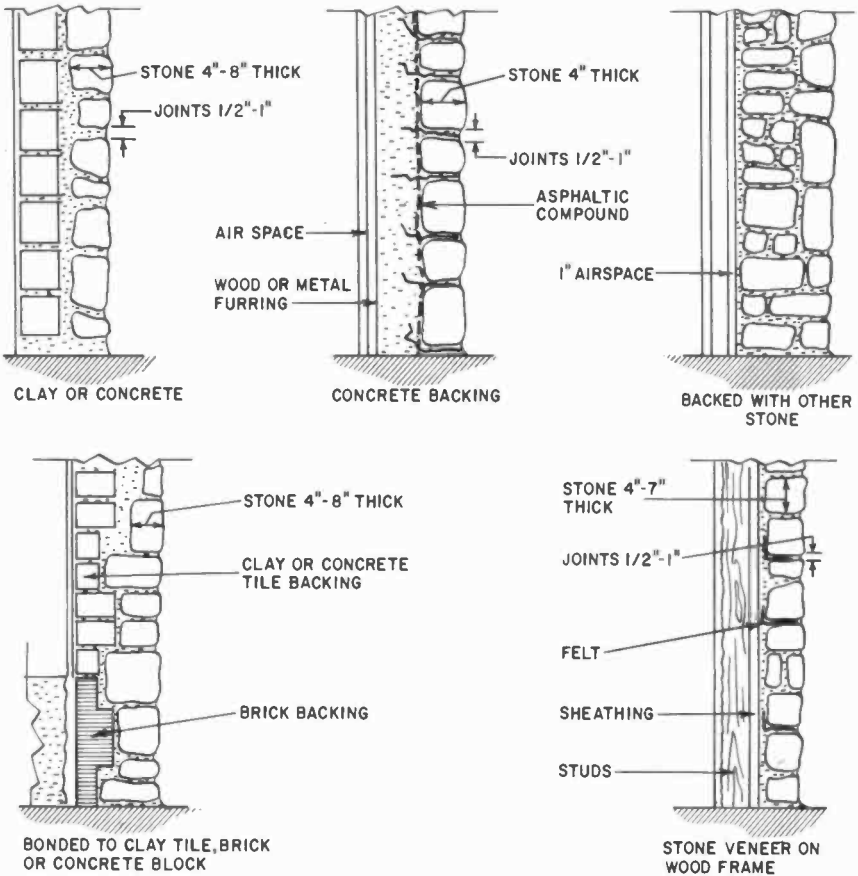 STONE 4"-8" THICK
JOINTS 1/2"-1"
CLAY OR CONCRETE
STONE 4" THICK
JOINTS 1/2"-1"
ASPHALTIC
COMPOUND
AIR SPACE
WOOD OR METAL
FURRING
CONCRETE BACKING
1" AIRSPACE
BACKED WITH OTHER
STONE
STONE 4"-8" THICK
CLAY OR CONCRETE
TILE BACKING
BRICK BACKING
BONDED TO CLAY TILE, BRICK
OR CONCRETE BLOCK
STONE 4"-7"
THICK
JOINTS 1/2"-1"
FELT
SHEATHING
STUDS
STONE VENEER ON
WOOD FRAME